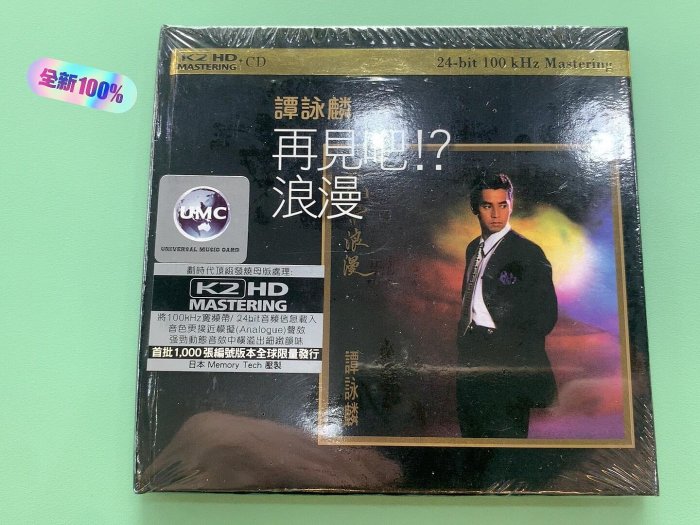 全新100%
K2 HD
MASTERING
+CD
24-bit 100 kHz Mastering
譚詠麟
再見吧!?
浪漫
浪漫
譚詠麟
UMC
UNIVERSAL MUSIC CARD
劃時代頂級發燒母版處理:
K2 HD
MASTERING
將100kHz寬頻帶/ 24bit音頻信息載入
音色更接近模擬(Analogue)聲效
強勁動態音效中橫溢出細緻韻味
首批1,000張編號版本全球限量發行
日本 Memory Tech 壓製